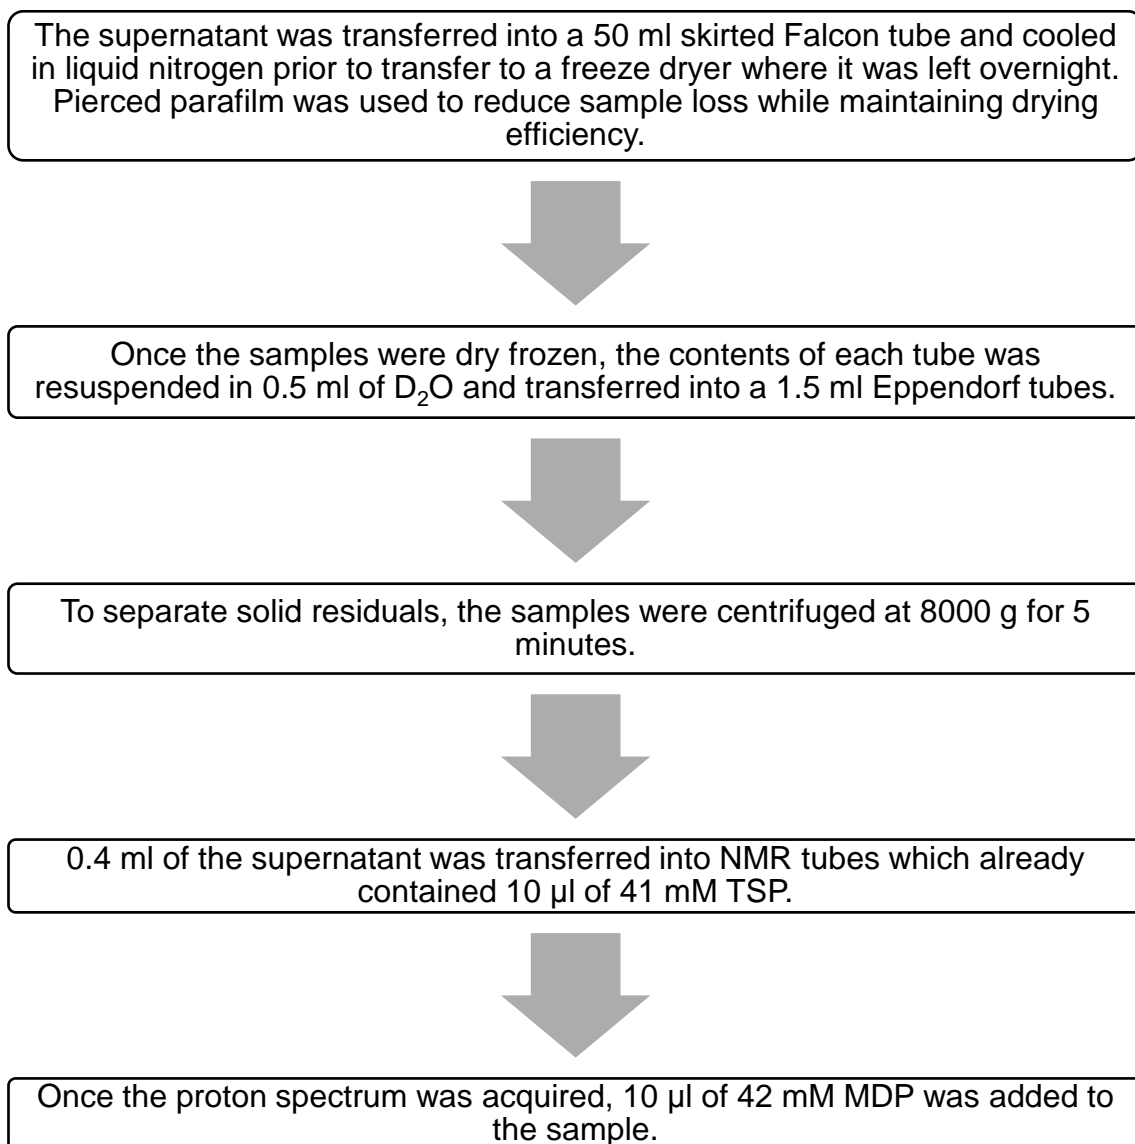 The supernatant was transferred into a 50 ml skirted Falcon tube and cooled
in liquid nitrogen prior to transfer to a freeze dryer where it was left overnight.
Pierced parafilm was used to reduce sample loss while maintaining drying
efficiency.
Once the samples were dry frozen, the contents of each tube was
resuspended in 0.5 ml of D₂O and transferred into a 1.5 ml Eppendorf tubes.
To separate solid residuals, the samples were centrifuged at 8000 g for 5
minutes.
0.4 ml of the supernatant was transferred into NMR tubes which already
contained 10 µl of 41 mM TSP.
Once the proton spectrum was acquired, 10 µl of 42 mM MDP was added to
the sample.